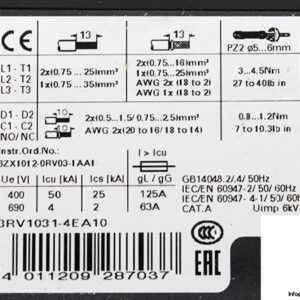 CE 13 13 PZ2 ø5...6mm
L1 - T1
L2 - T2
L3 - T3
2x(0.75 ... 25)mm²
1x(0.75 ... 35)mm²
2x(0.75...16)mm²
1x(0.75...25)mm²
AWG 2x (18...2)
AWG 1x (18...1)
3...4.5Nm
27 to 40lb in
D1 - D2
C1 - C2
NO/ NC
10
10
2x(0.5...1.5/ 0.75...2.5)mm²
AWG 2x(20 to 16/ 18 to 14)
0.8...1.2Nm
7 to 10.3lb in
Instr.Ord.No.:
3ZX1012-0RV03-1AA1
I > Icu
Ue (V) Icu (kA) Ics (kA) gL / gG
400 50 25 125A
690 4 2 63A
GB14048.2/.4/ 50Hz
IEC/EN 60947- 2/ 50/ 60Hz
IEC/EN 60947- 4- 1/ 50/ 60Hz
CAT.A Uimp 6kV
3RV1031-4EA10
4 011209 287037
CCC
EAC